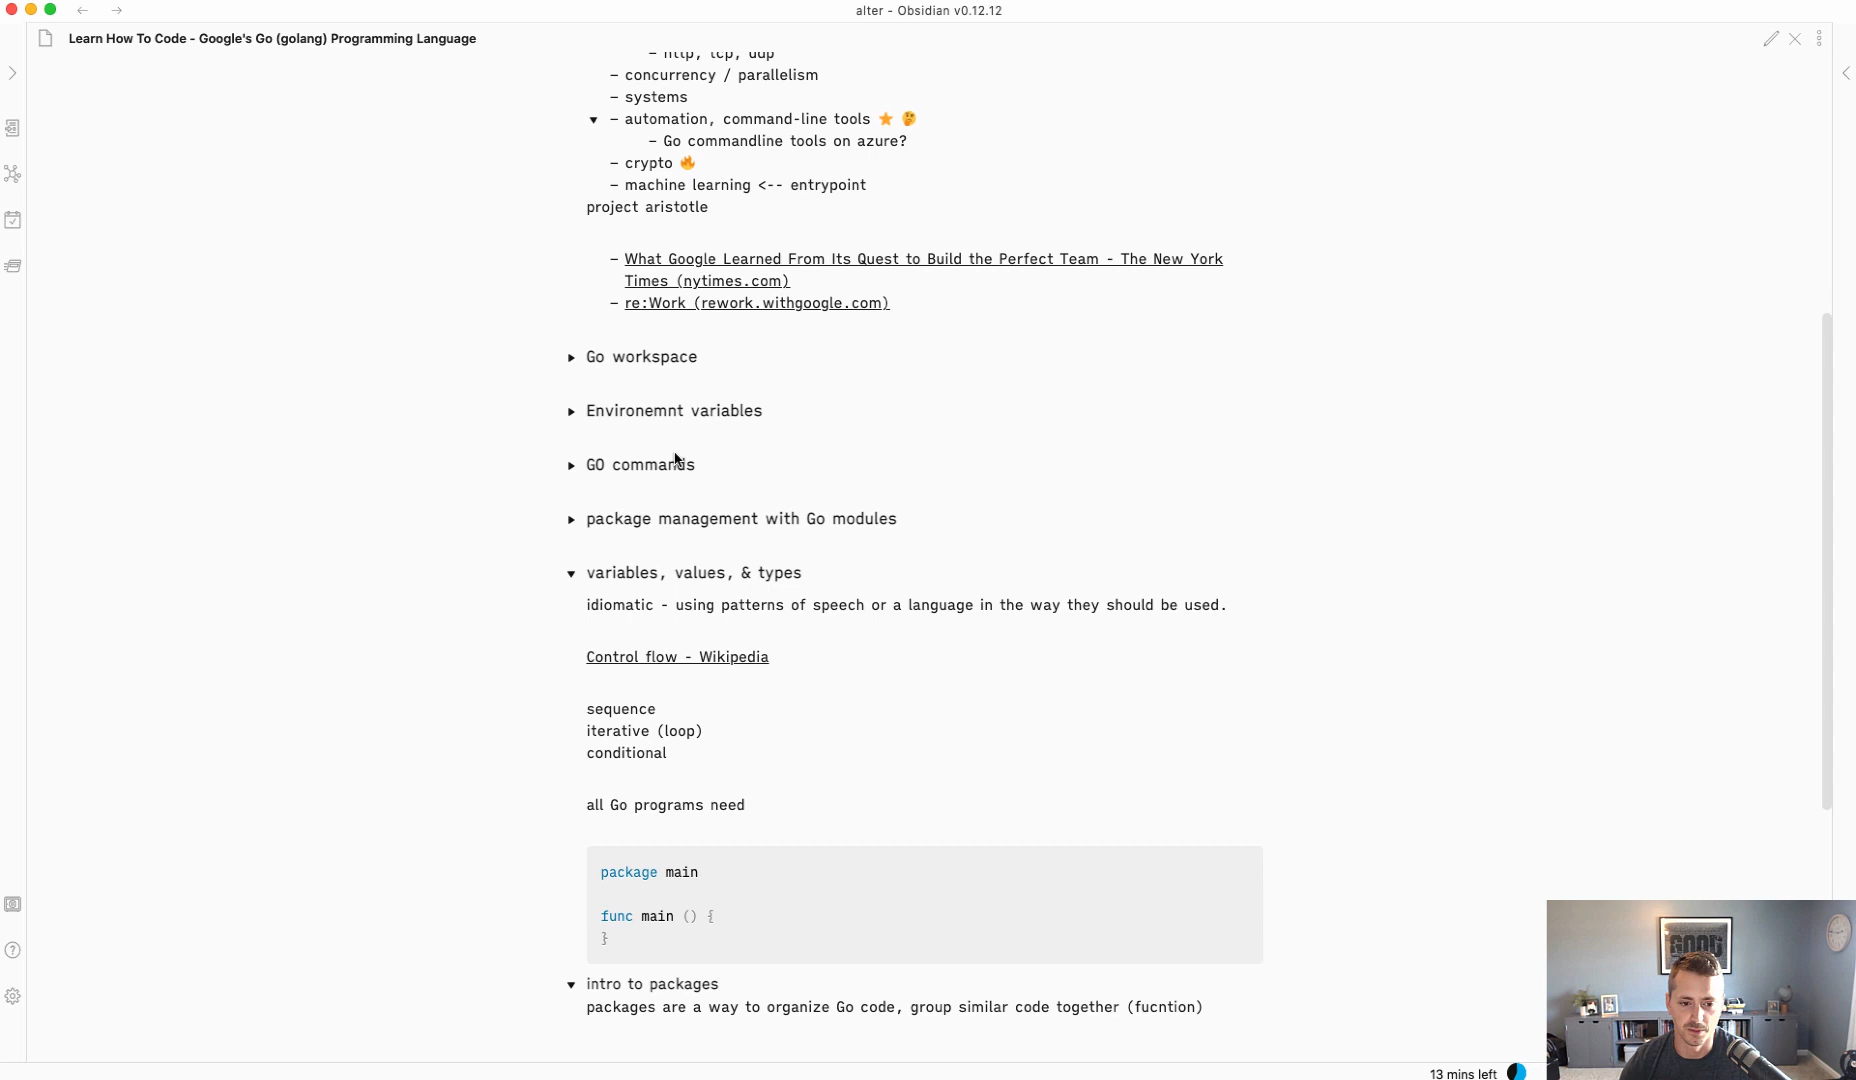 alter - Obsidian v0.12.12
Learn How To Code - Google's Go (golang) Programming Language
– http, tcp, udp
– concurrency / parallelism
– systems
– automation, command-line tools ⭐ 🤔
– Go commandline tools on azure?
– crypto 🔥
– machine learning <-- entrypoint
project aristotle
– What Google Learned From Its Quest to Build the Perfect Team - The New York
Times (nytimes.com)
– re:Work (rework.withgoogle.com)
Go workspace
Environemnt variables
GO commands
package management with Go modules
variables, values, & types
idiomatic - using patterns of speech or a language in the way they should be used.
Control flow - Wikipedia
sequence
iterative (loop)
conditional
all Go programs need
package main
func main () {
}
intro to packages
packages are a way to organize Go code, group similar code together (fucntion)
13 mins left
GOOD